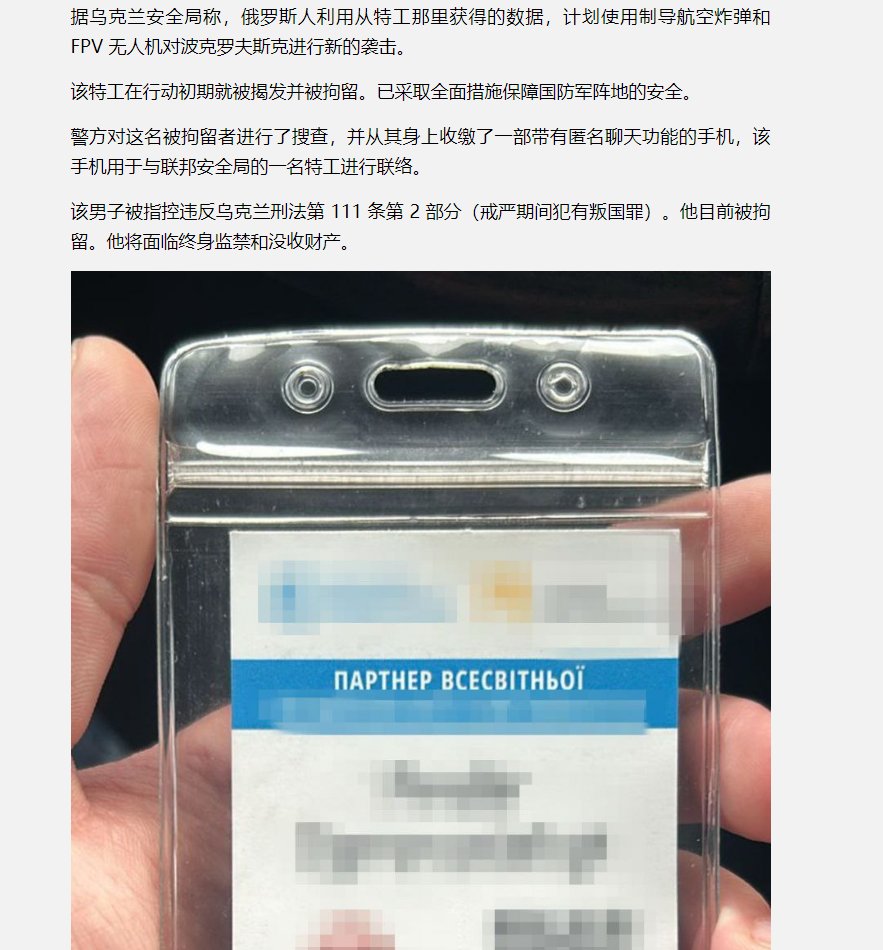 据乌克兰安全局称，俄罗斯人利用从特工那里获得的数据，计划使用制导航空炸弹和
FPV 无人机对波克罗夫斯克进行新的袭击。
该特工在行动初期就被揭发并被拘留。已采取全面措施保障国防军阵地的安全。
警方对这名被拘留者进行了搜查，并从其身上收缴了一部带有匿名聊天功能的手机，该
手机用于与联邦安全局的一名特工进行联络。
该男子被指控违反乌克兰刑法第 111 条第 2 部分（戒严期间犯有叛国罪）。他目前被拘
留。他将面临终身监禁和没收财产。
ПАРТНЕР ВСЕСВІТНЬОЇ